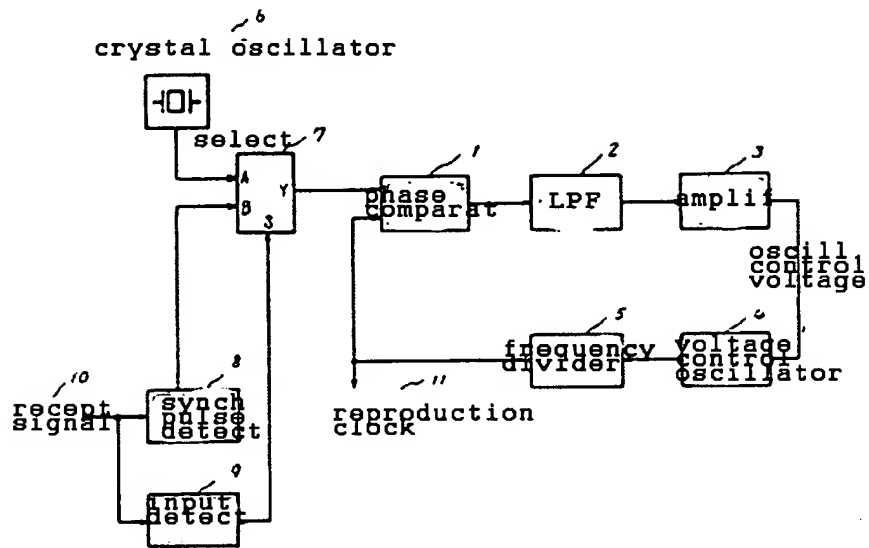 6
crystal oscillator
select
7
A
B
Y
S
1
phase
comparat
2
LPF
3
amplif
oscill
control
voltage
4
voltage
control
oscillator
5
frequency
divider
11
reproduction
clock
10
recept
signal
8
synch
pulse
detect
9
input
detect